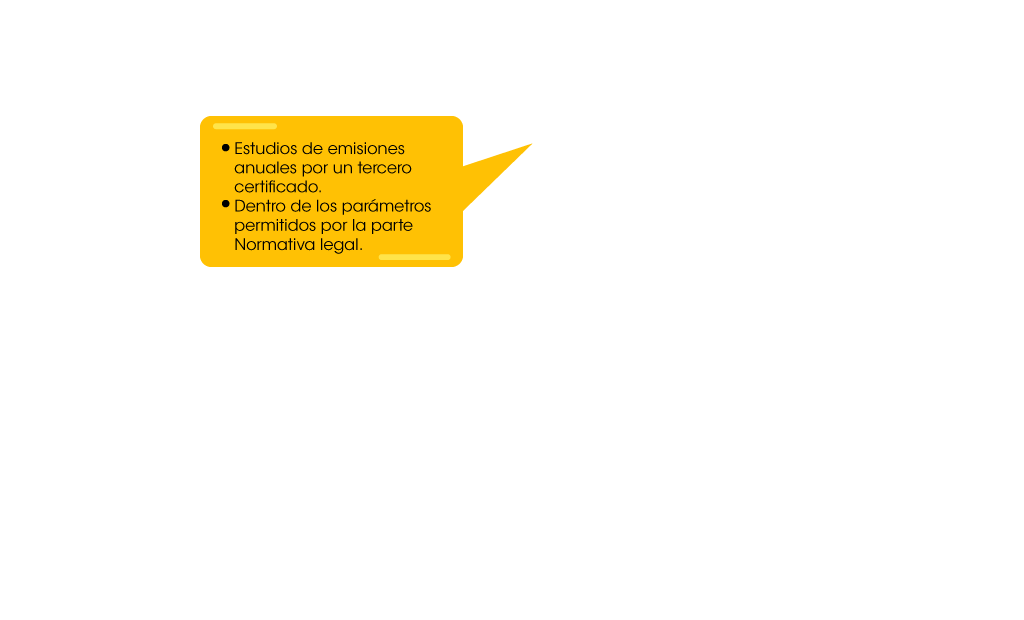 • Estudios de emisiones
anuales por un tercero
certificado.
• Dentro de los parámetros
permitidos por la parte
Normativa legal.